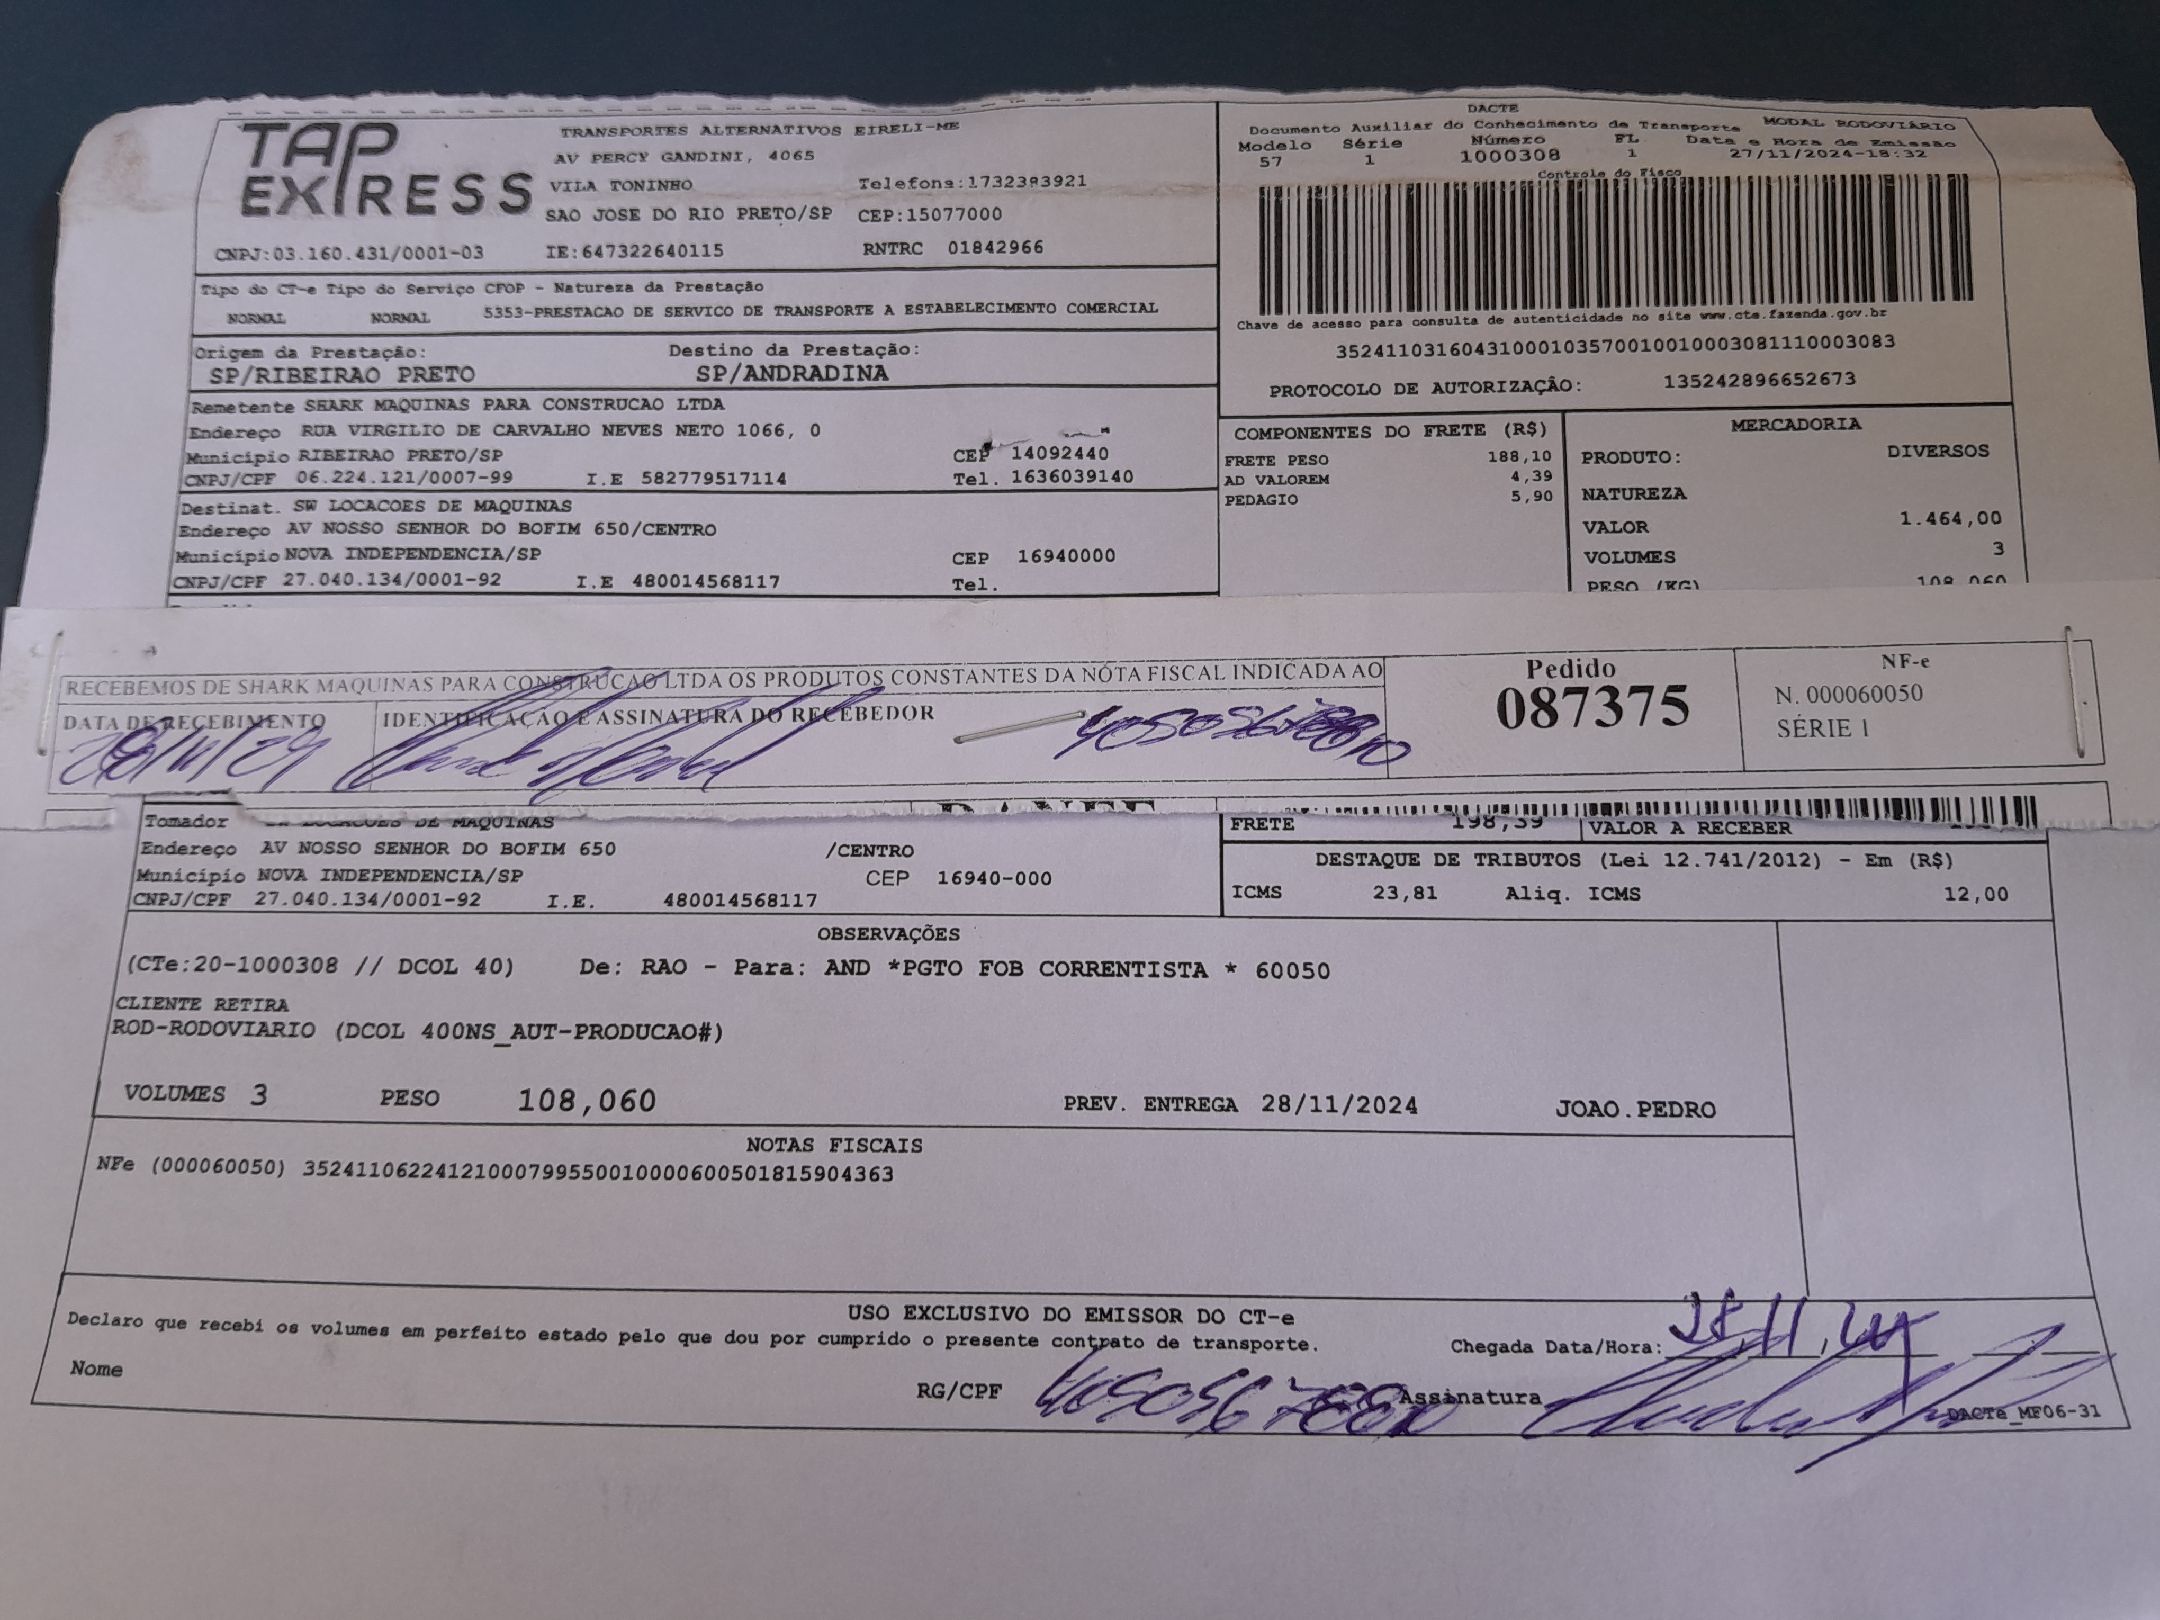 TAP EXPRESS
TRANSPORTES ALTERNATIVOS EIRELI-ME
AV PERCY GANDINI, 4065
VILA TONINHO Telefone:1732383921
SAO JOSE DO RIO PRETO/SP CEP:15077000
CNPJ:03.160.431/0001-03 IE:647322640115 RNTRC 01842966
DACTE
Documento Auxiliar do Conhecimento de Transporte MODAL RODOVIÁRIO
Modelo Série Número FL Data e Hora de Emissão
57 1 1000308 1 27/11/2024-18:32
Controle do Fisco
Chave de acesso para consulta de autenticidade no site www.cte.fazenda.gov.br
35241103160431000103570010010003081110003083
PROTOCOLO DE AUTORIZAÇÃO: 135242896652673
Tipo do CT-e Tipo do Serviço CFOP - Natureza da Prestação
NORMAL NORMAL 5353-PRESTACAO DE SERVICO DE TRANSPORTE A ESTABELECIMENTO COMERCIAL
Origem da Prestação: Destino da Prestação:
SP/RIBEIRAO PRETO SP/ANDRADINA
Remetente SHARK MAQUINAS PARA CONSTRUCAO LTDA
Endereço RUA VIRGILIO DE CARVALHO NEVES NETO 1066, 0
Município RIBEIRAO PRETO/SP CEP 14092440
CNPJ/CPF 06.224.121/0007-99 I.E 582779517114 Tel. 1636039140
Destinat. SW LOCACOES DE MAQUINAS
Endereço AV NOSSO SENHOR DO BOFIM 650/CENTRO
Município NOVA INDEPENDENCIA/SP CEP 16940000
CNPJ/CPF 27.040.134/0001-92 I.E 480014568117 Tel.
COMPONENTES DO FRETE (R$)
FRETE PESO 188,10
AD VALOREM 4,39
PEDAGIO 5,90
MERCADORIA
PRODUTO: DIVERSOS
NATUREZA
VALOR 1.464,00
VOLUMES 3
PESO (KG) 108,060
RECEBEMOS DE SHARK MAQUINAS PARA CONSTRUCAO LTDA OS PRODUTOS CONSTANTES DA NOTA FISCAL INDICADA AO
DATA DE RECEBIMENTO IDENTIFICAÇAO E ASSINATURA DO RECEBEDOR
Pedido
087375
NF-e
N. 000060050
SÉRIE 1
Tomador LOCACOES DE MAQUINAS
Endereço AV NOSSO SENHOR DO BOFIM 650 /CENTRO
Município NOVA INDEPENDENCIA/SP CEP 16940-000
CNPJ/CPF 27.040.134/0001-92 I.E. 480014568117
FRETE 198,39 VALOR A RECEBER
DESTAQUE DE TRIBUTOS (Lei 12.741/2012) - Em (R$)
ICMS 23,81 Aliq. ICMS 12,00
OBSERVAÇÕES
(CTe:20-1000308 // DCOL 40) De: RAO - Para: AND *PGTO FOB CORRENTISTA * 60050
CLIENTE RETIRA
ROD-RODOVIARIO (DCOL 400NS_AUT-PRODUCAO#)
VOLUMES 3 PESO 108,060 PREV. ENTREGA 28/11/2024 JOAO.PEDRO
NOTAS FISCAIS
NFe (000060050) 35241106224121000799550010000600501815904363
USO EXCLUSIVO DO EMISSOR DO CT-e
Declaro que recebi os volumes em perfeito estado pelo que dou por cumprido o presente contrato de transporte.
Chegada Data/Hora: 28,11,24
Nome RG/CPF Assinatura
DACTe_MF06-31